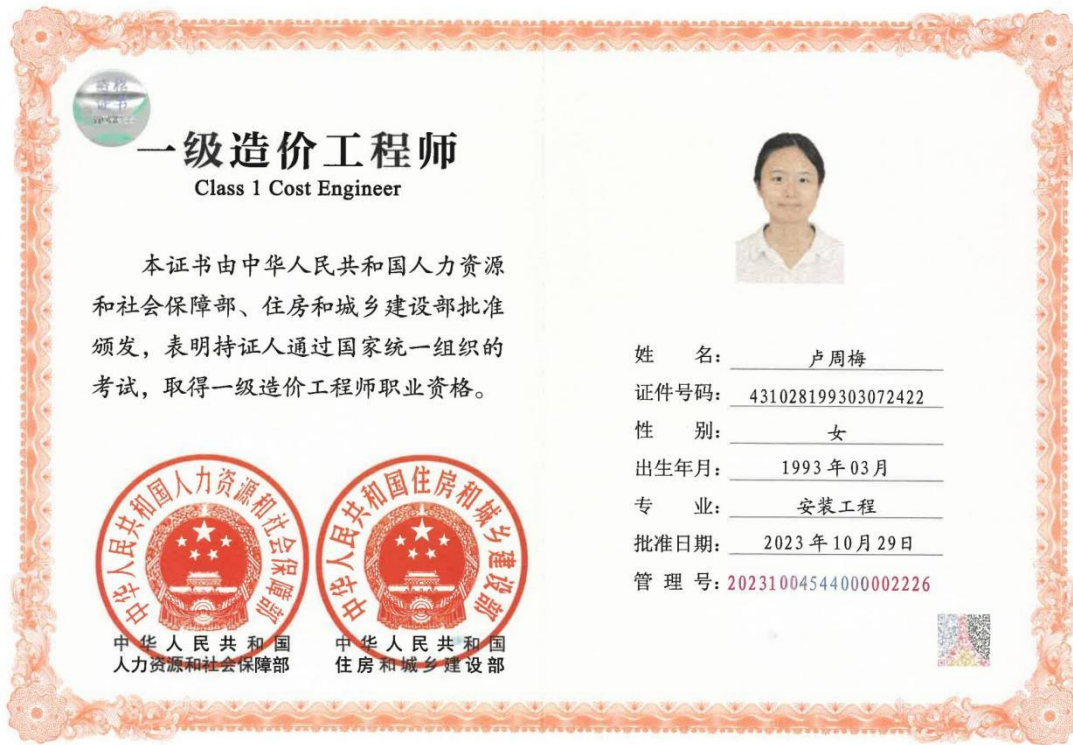 一级造价工程师
Class 1 Cost Engineer
本证书由中华人民共和国人力资源
和社会保障部、住房和城乡建设部批准
颁发，表明持证人通过国家统一组织的
考试，取得一级造价工程师职业资格。
中华人民共和国人力资源和社会保障部
中华人民共和国
人力资源和社会保障部
中华人民共和国住房和城乡建设部
中华人民共和国
住房和城乡建设部
姓 名： 卢周梅
证件号码： 431028199303072422
性 别： 女
出生年月： 1993年03月
专 业： 安装工程
批准日期： 2023年10月29日
管 理 号：20231004544000002226